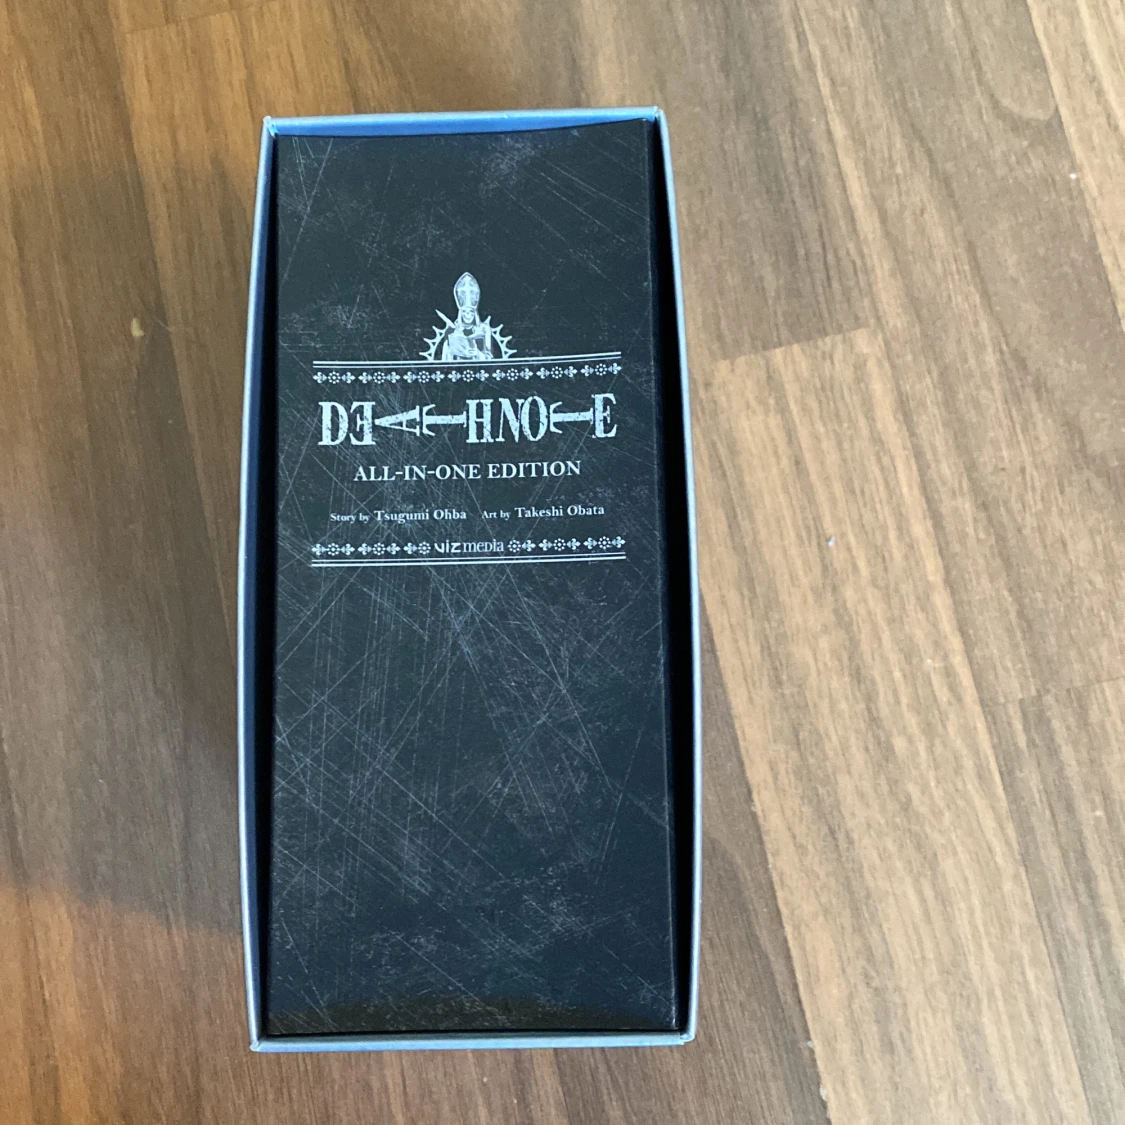 DEATH NOTE
ALL-IN-ONE EDITION
Story by Tsugumi Ohba Art by Takeshi Obata
VIZ MEDIA